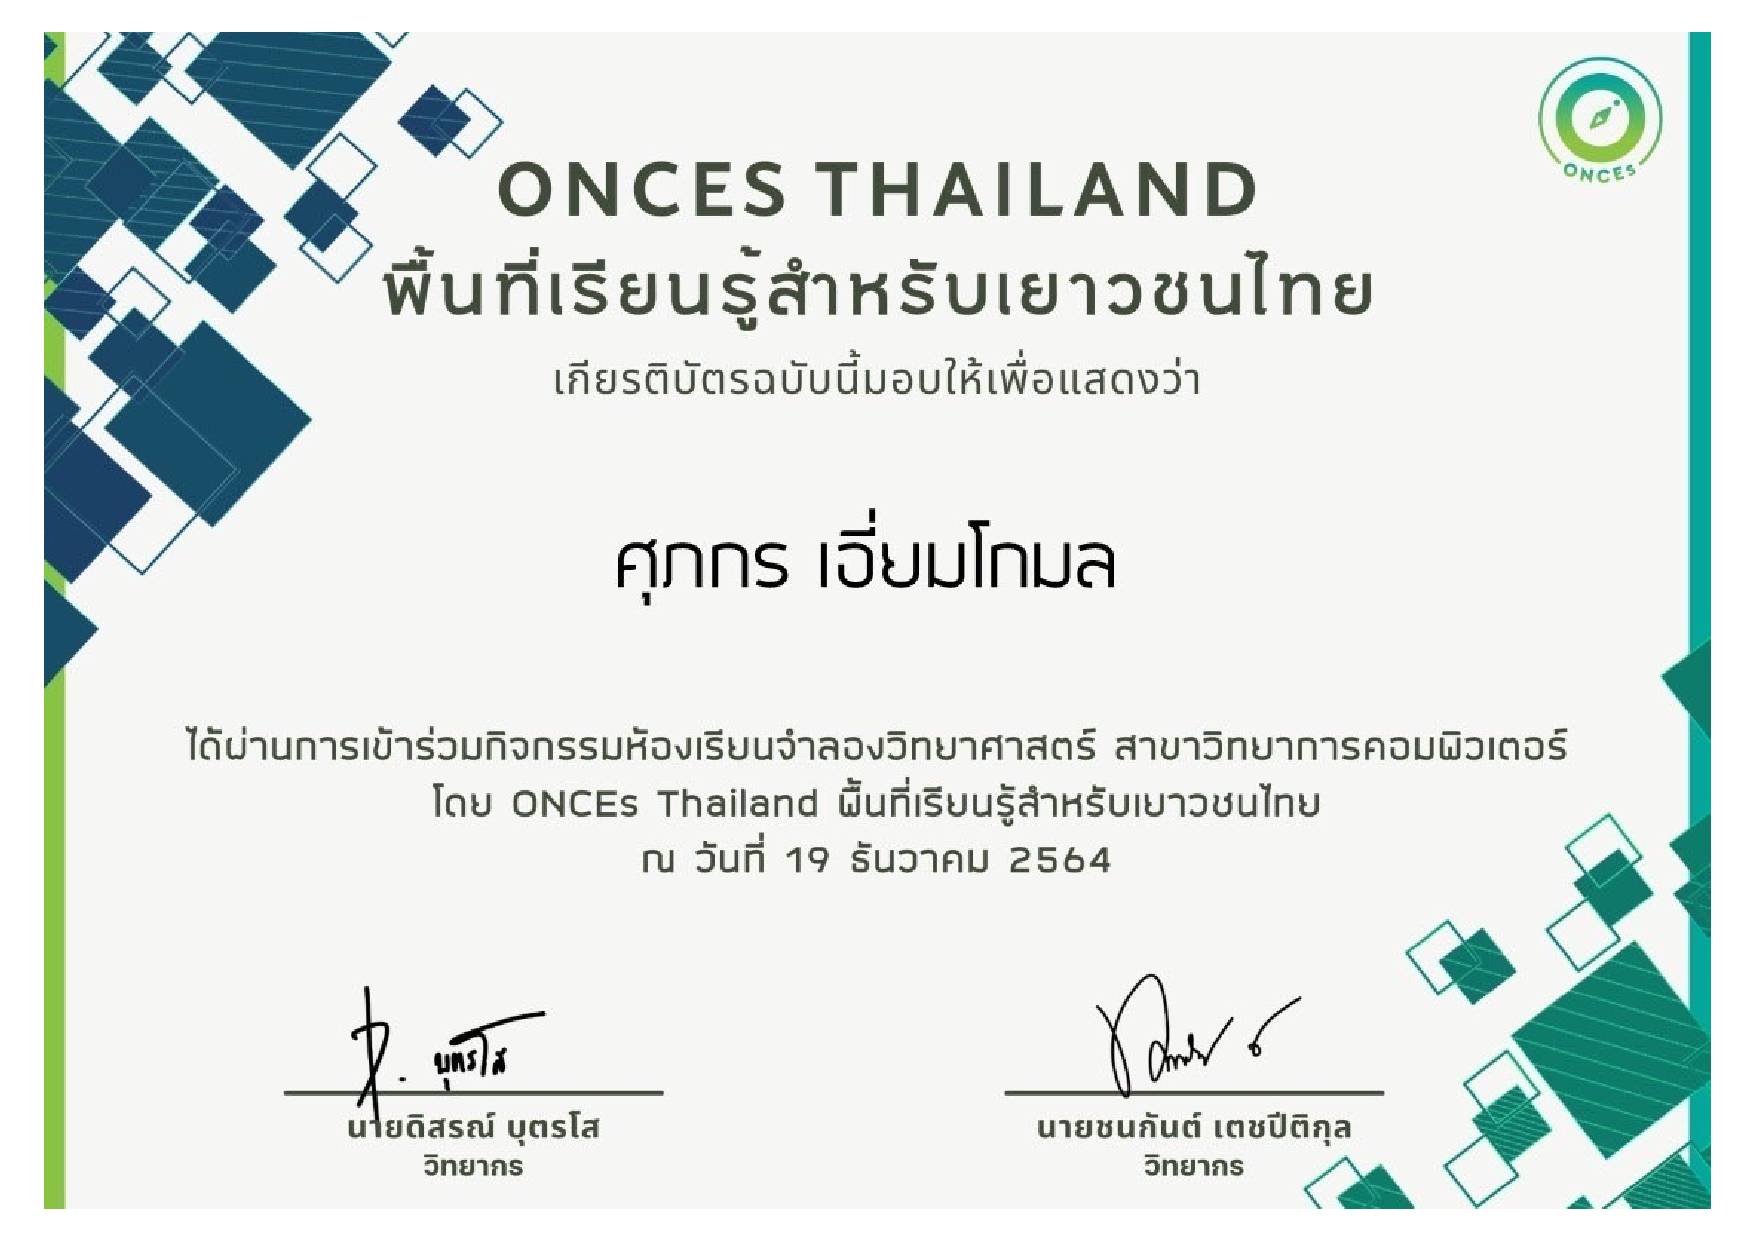 ONCES
ONCES THAILAND
พื้นที่เรียนรู้สำหรับเยาวชนไทย
เกียรติบัตรฉบับนี้มอบให้เพื่อแสดงว่า
ศุภกร เอี่ยมโกมล
ได้ผ่านการเข้าร่วมกิจกรรมห้องเรียนจำลองวิทยาศาสตร์ สาขาวิทยาการคอมพิวเตอร์
โดย ONCEs Thailand พื้นที่เรียนรู้สำหรับเยาวชนไทย
ณ วันที่ 19 ธันวาคม 2564
นายดิสรณ์ บุตรโส
วิทยากร
นายชนกันต์ เตชปีติกุล
วิทยากร